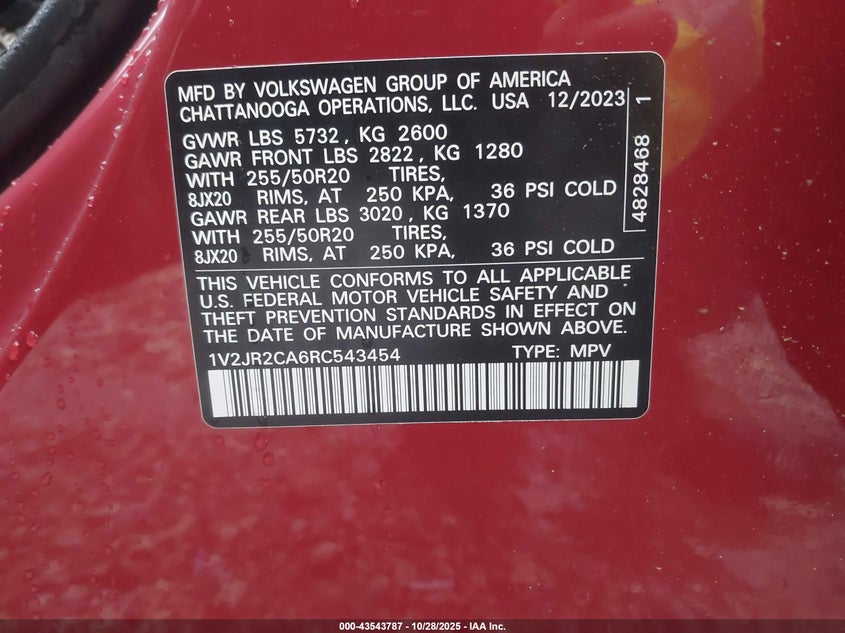 MFD BY VOLKSWAGEN GROUP OF AMERICA
CHATTANOOGA OPERATIONS, LLC. USA 12/2023
GVWR LBS 5732, KG 2600
GAWR FRONT LBS 2822, KG 1280
WITH 255/50R20 TIRES,
8JX20 RIMS, AT 250 KPA, 36 PSI COLD
GAWR REAR LBS 3020, KG 1370
WITH 255/50R20 TIRES,
8JX20 RIMS, AT 250 KPA, 36 PSI COLD
4828468 1
THIS VEHICLE CONFORMS TO ALL APPLICABLE
U.S. FEDERAL MOTOR VEHICLE SAFETY AND
THEFT PREVENTION STANDARDS IN EFFECT ON
THE DATE OF MANUFACTURE SHOWN ABOVE.
1V2JR2CA6RC543454 TYPE: MPV
000-43543787 - 10/28/2025 - IAA Inc.